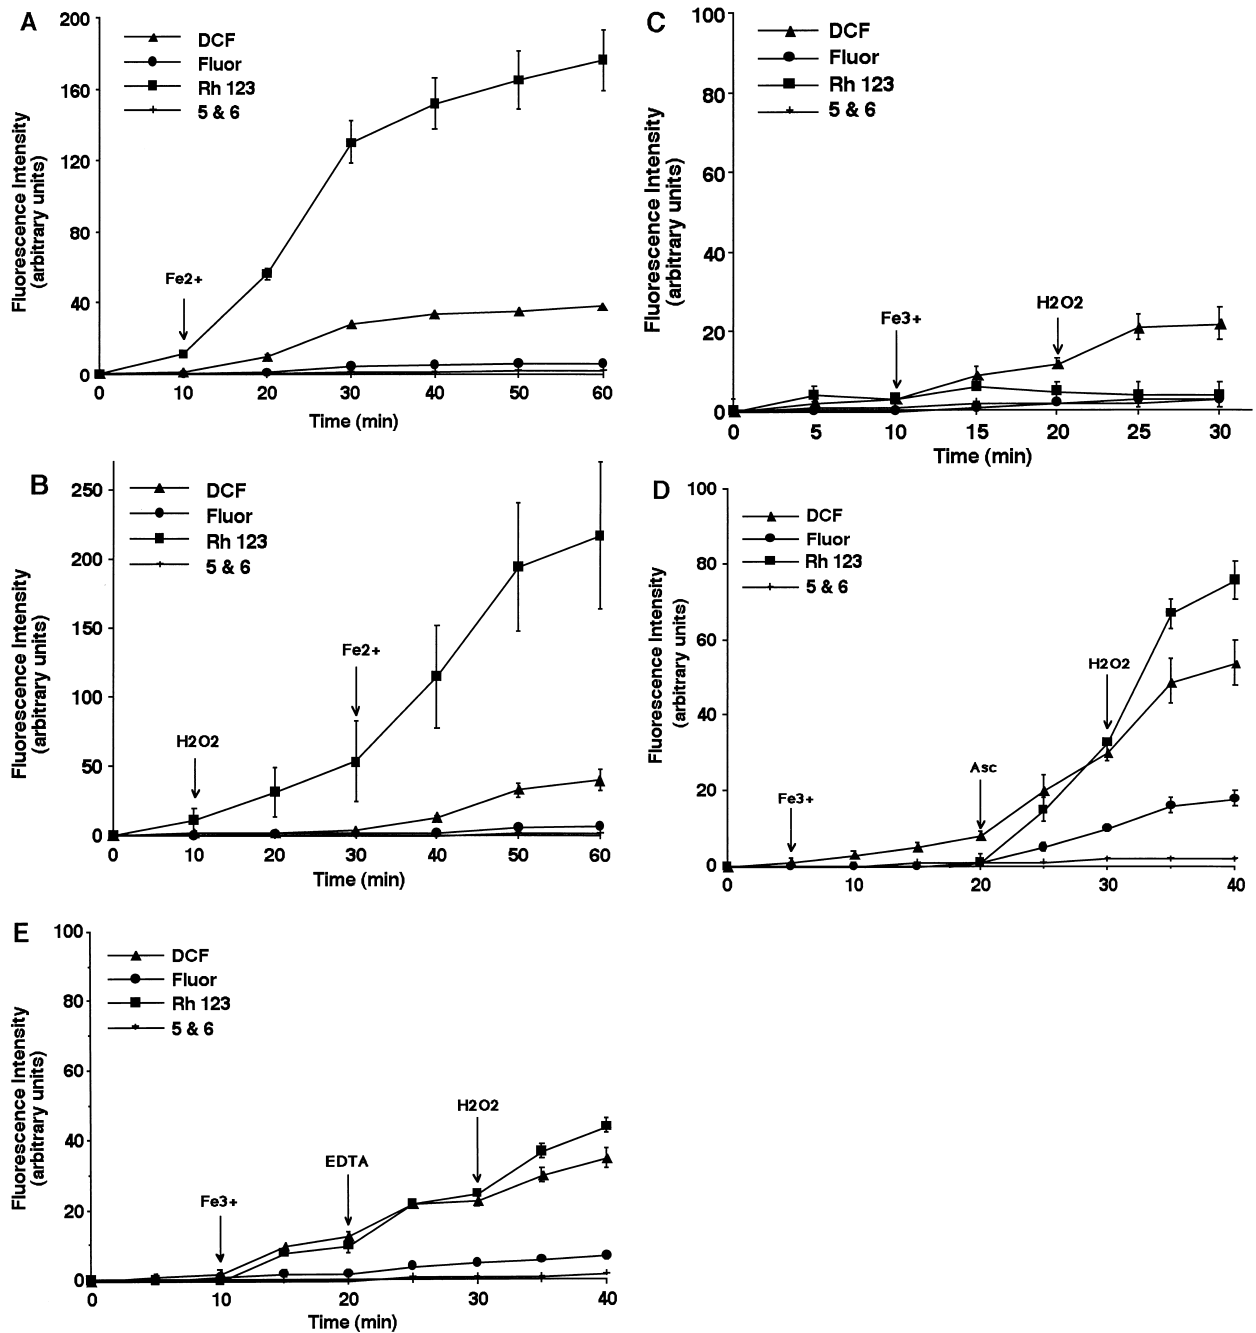 A
200
160
120
80
40
0
Fluorescence Intensity
(arbitrary units)
DCF
Fluor
Rh 123
5 & 6
Fe2+
0 10 20 30 40 50 60
Time (min)
C
100
80
60
40
20
0
Fluorescence Intensity
(arbitrary units)
DCF
Fluor
Rh 123
5 & 6
Fe3+
H2O2
0 5 10 15 20 25 30
Time (min)
B
250
200
150
100
50
0
Fluorescence Intensity
(arbitrary units)
DCF
Fluor
Rh 123
5 & 6
H2O2
Fe2+
0 10 20 30 40 50 60
Time (min)
D
100
80
60
40
20
0
Fluorescence Intensity
(arbitrary units)
DCF
Fluor
Rh 123
5 & 6
Fe3+
Asc
H2O2
0 10 20 30 40
E
100
80
60
40
20
0
Fluorescence Intensity
(arbitrary units)
DCF
Fluor
Rh 123
5 & 6
Fe3+
EDTA
H2O2
0 10 20 30 40
Time (min)